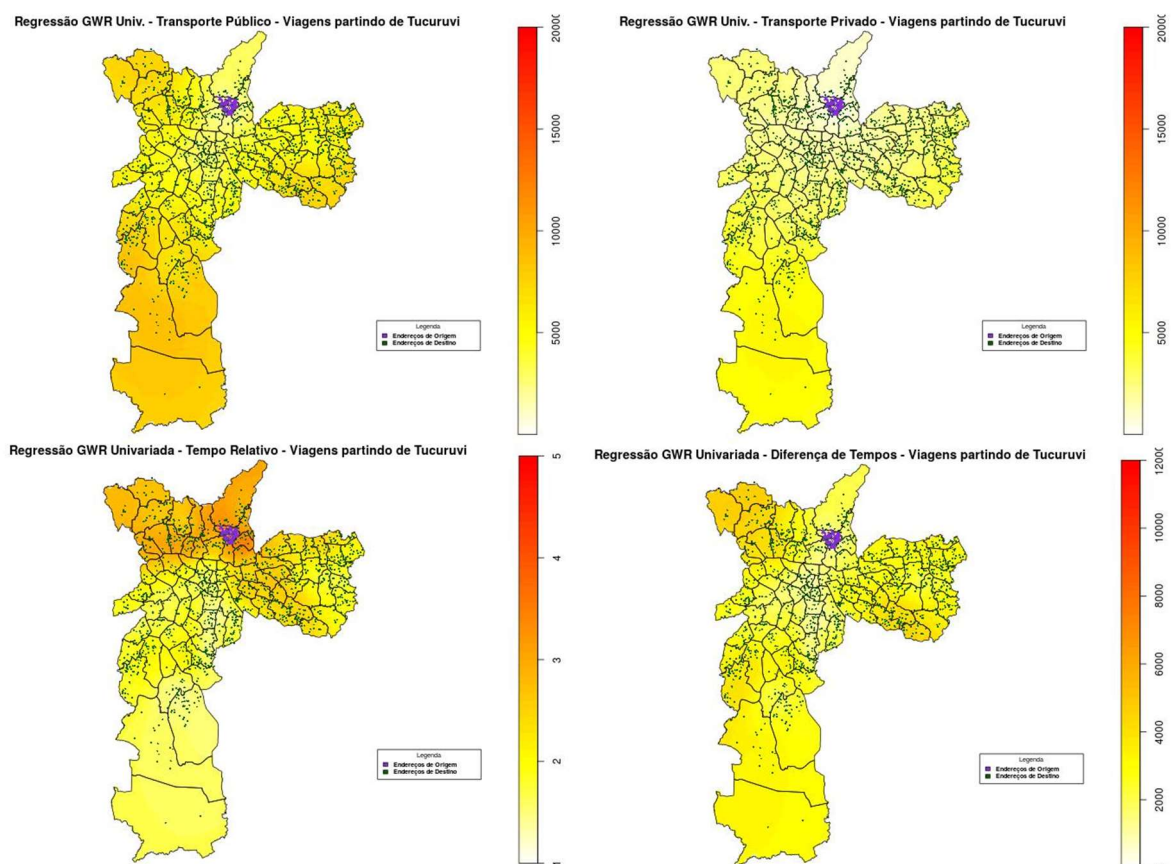 Regressão GWR Univ. - Transporte Público - Viagens partindo de Tucuruvi
20000
15000
10000
5000
Legenda
Endereços de Origem
Endereços de Destino
Regressão GWR Univ. - Transporte Privado - Viagens partindo de Tucuruvi
20000
15000
10000
5000
Legenda
Endereços de Origem
Endereços de Destino
Regressão GWR Univariada - Tempo Relativo - Viagens partindo de Tucuruvi
5
4
3
2
Legenda
Endereços de Origem
Endereços de Destino
Regressão GWR Univariada - Diferença de Tempos - Viagens partindo de Tucuruvi
12000
10000
8000
6000
4000
2000
Legenda
Endereços de Origem
Endereços de Destino